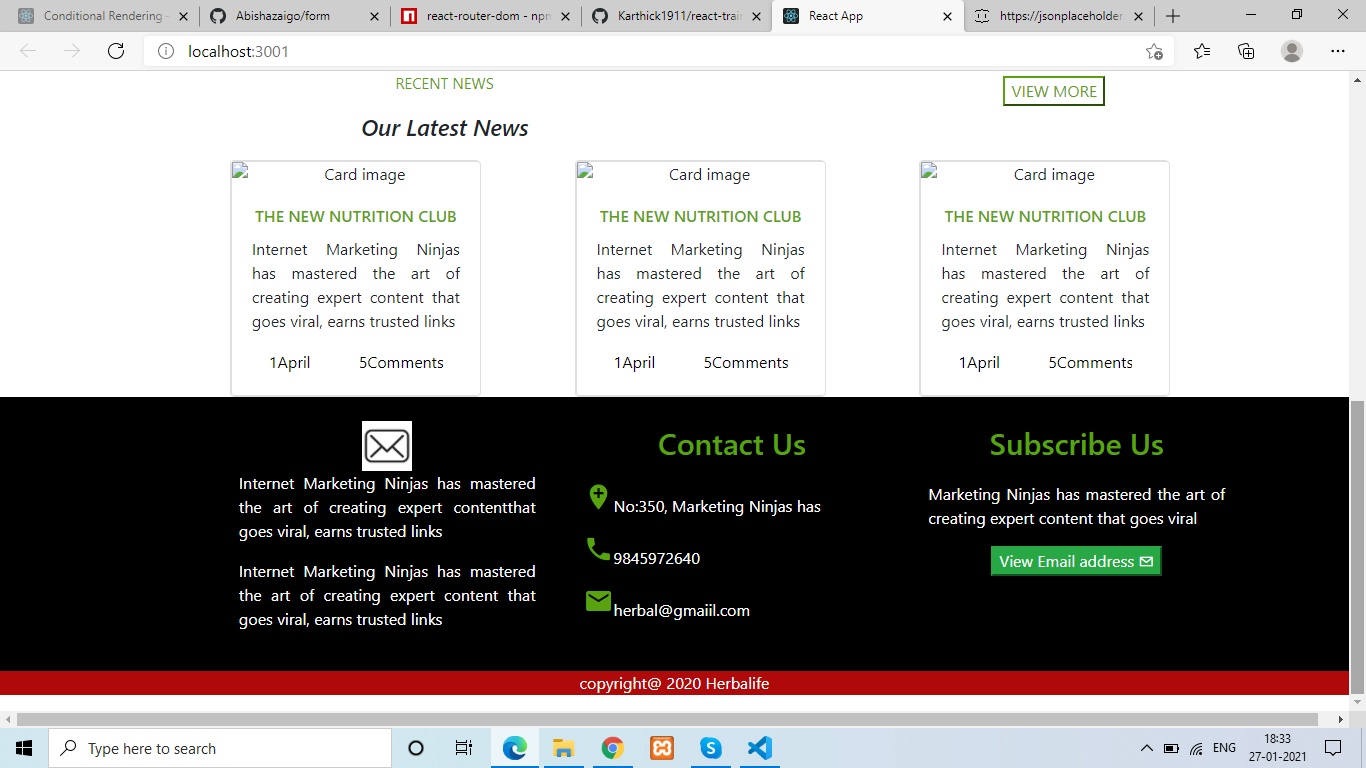 Conditional Rendering -
Abishazaigo/form
react-router-dom - npm
Karthick1911/react-trai
React App
https://jsonplaceholder.
localhost:3001
RECENT NEWS
VIEW MORE
Our Latest News
Card image
Card image
Card image
THE NEW NUTRITION CLUB
Internet Marketing Ninjas
has mastered the art of
creating expert content that
goes viral, earns trusted links
1April 5Comments
THE NEW NUTRITION CLUB
Internet Marketing Ninjas
has mastered the art of
creating expert content that
goes viral, earns trusted links
1April 5Comments
THE NEW NUTRITION CLUB
Internet Marketing Ninjas
has mastered the art of
creating expert content that
goes viral, earns trusted links
1April 5Comments
Internet Marketing Ninjas has mastered
the art of creating expert contentthat
goes viral, earns trusted links
Internet Marketing Ninjas has mastered
the art of creating expert content that
goes viral, earns trusted links
Contact Us
No:350, Marketing Ninjas has
9845972640
herbal@gmaiil.com
Subscribe Us
Marketing Ninjas has mastered the art of
creating expert content that goes viral
View Email address
copyright@ 2020 Herbalife
Type here to search
ENG
18:33
27-01-2021